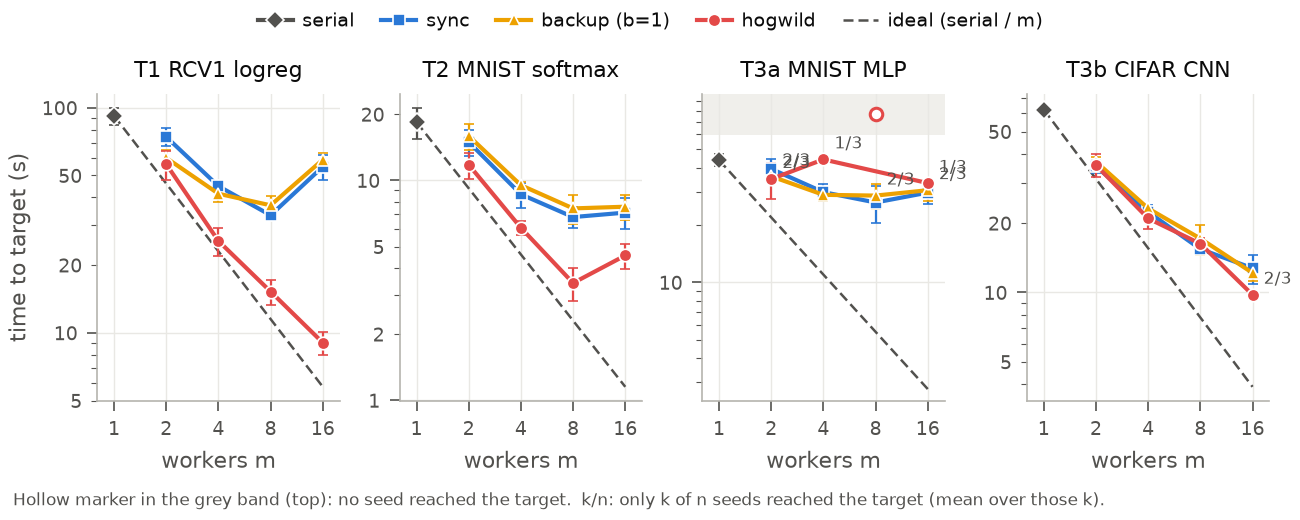 serial sync backup (b=1) hogwild ideal (serial / m)
T1 RCV1 logreg T2 MNIST softmax T3a MNIST MLP T3b CIFAR CNN
time to target (s)
100
50
20
10
5
1 2 4 8 16
workers m
20
10
5
2
1
1 2 4 8 16
workers m
10
1/3
2/3
2/3
2/3
1/3
2/3
1 2 4 8 16
workers m
50
20
10
5
2/3
1 2 4 8 16
workers m
Hollow marker in the grey band (top): no seed reached the target. k/n: only k of n seeds reached the target (mean over those k).